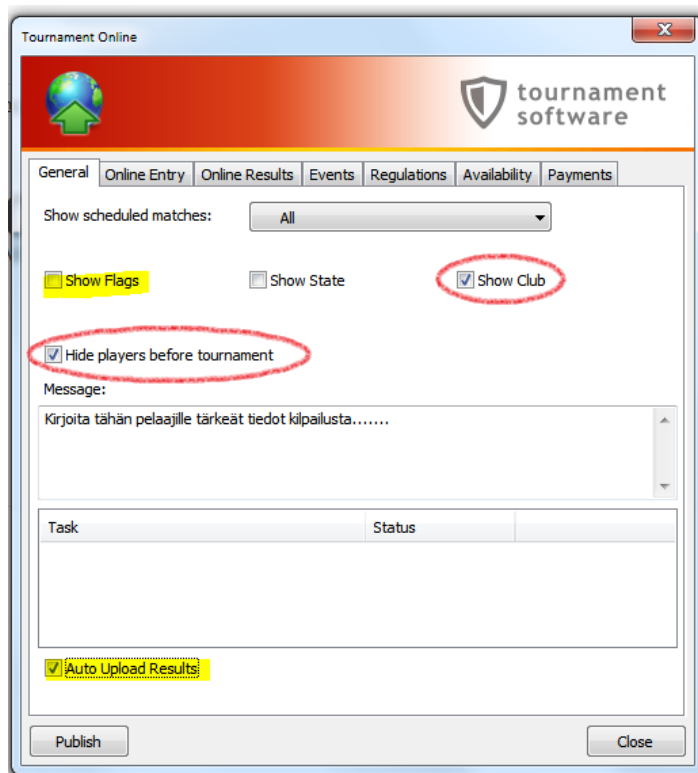 Tournament Online
tournament
software
General Online Entry Online Results Events Regulations Availability Payments
Show scheduled matches: All
Show Flags Show State Show Club
Hide players before tournament
Message:
Kirjoita tähän pelaajille tärkeät tiedot kilpailusta.......
Task Status
Auto Upload Results
Publish Close